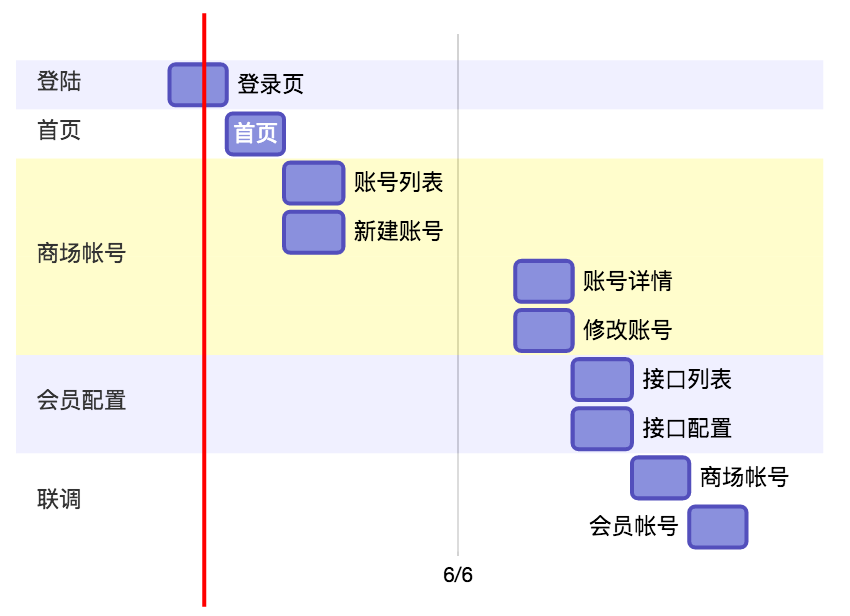 登陆
登录页
首页
首页
商场帐号
账号列表
新建账号
账号详情
修改账号
会员配置
接口列表
接口配置
联调
商场帐号
会员帐号
6/6